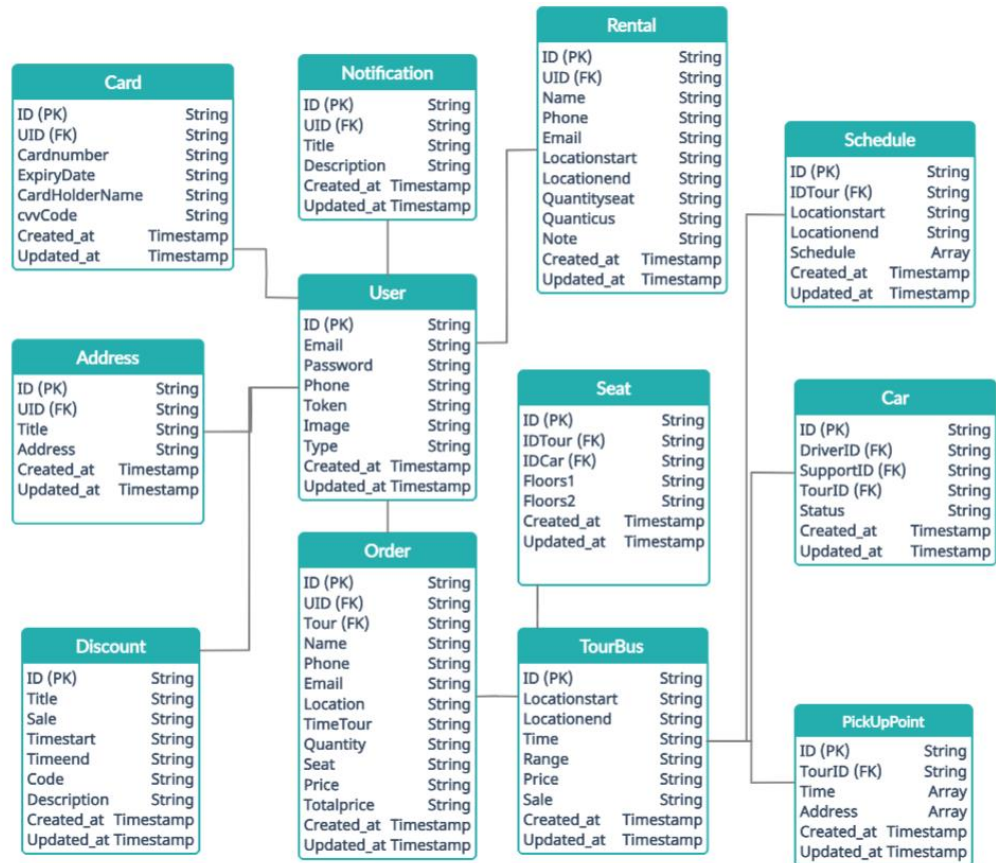 Card
ID (PK) String
UID (FK) String
Cardnumber String
ExpiryDate String
CardHolderName String
cvvCode String
Created_at Timestamp
Updated_at Timestamp
Notification
ID (PK) String
UID (FK) String
Title String
Description String
Created_at Timestamp
Updated_at Timestamp
Rental
ID (PK) String
UID (FK) String
Name String
Phone String
Email String
Locationstart String
Locationend String
Quantityseat String
Quanticus String
Note String
Created_at Timestamp
Updated_at Timestamp
Schedule
ID (PK) String
IDTour (FK) String
Locationstart String
Locationend String
Schedule Array
Created_at Timestamp
Updated_at Timestamp
Address
ID (PK) String
UID (FK) String
Title String
Address String
Created_at Timestamp
Updated_at Timestamp
User
ID (PK) String
Email String
Password String
Phone String
Token String
Image String
Type String
Created_at Timestamp
Updated_at Timestamp
Seat
ID (PK) String
IDTour (FK) String
IDCar (FK) String
Floors1 String
Floors2 String
Created_at Timestamp
Updated_at Timestamp
Car
ID (PK) String
DriverID (FK) String
SupportID (FK) String
TourID (FK) String
Status String
Created_at Timestamp
Updated_at Timestamp
Discount
ID (PK) String
Title String
Sale String
Timestart String
Timeend String
Code String
Description String
Created_at Timestamp
Updated_at Timestamp
Order
ID (PK) String
UID (FK) String
Tour (FK) String
Name String
Phone String
Email String
Location String
TimeTour String
Quantity String
Seat String
Price String
Totalprice String
Created_at Timestamp
Updated_at Timestamp
TourBus
ID (PK) String
Locationstart String
Locationend String
Time String
Range String
Price String
Sale String
Created_at Timestamp
Updated_at Timestamp
PickUpPoint
ID (PK) String
TourID (FK) String
Time Array
Address Array
Created_at Timestamp
Updated_at Timestamp